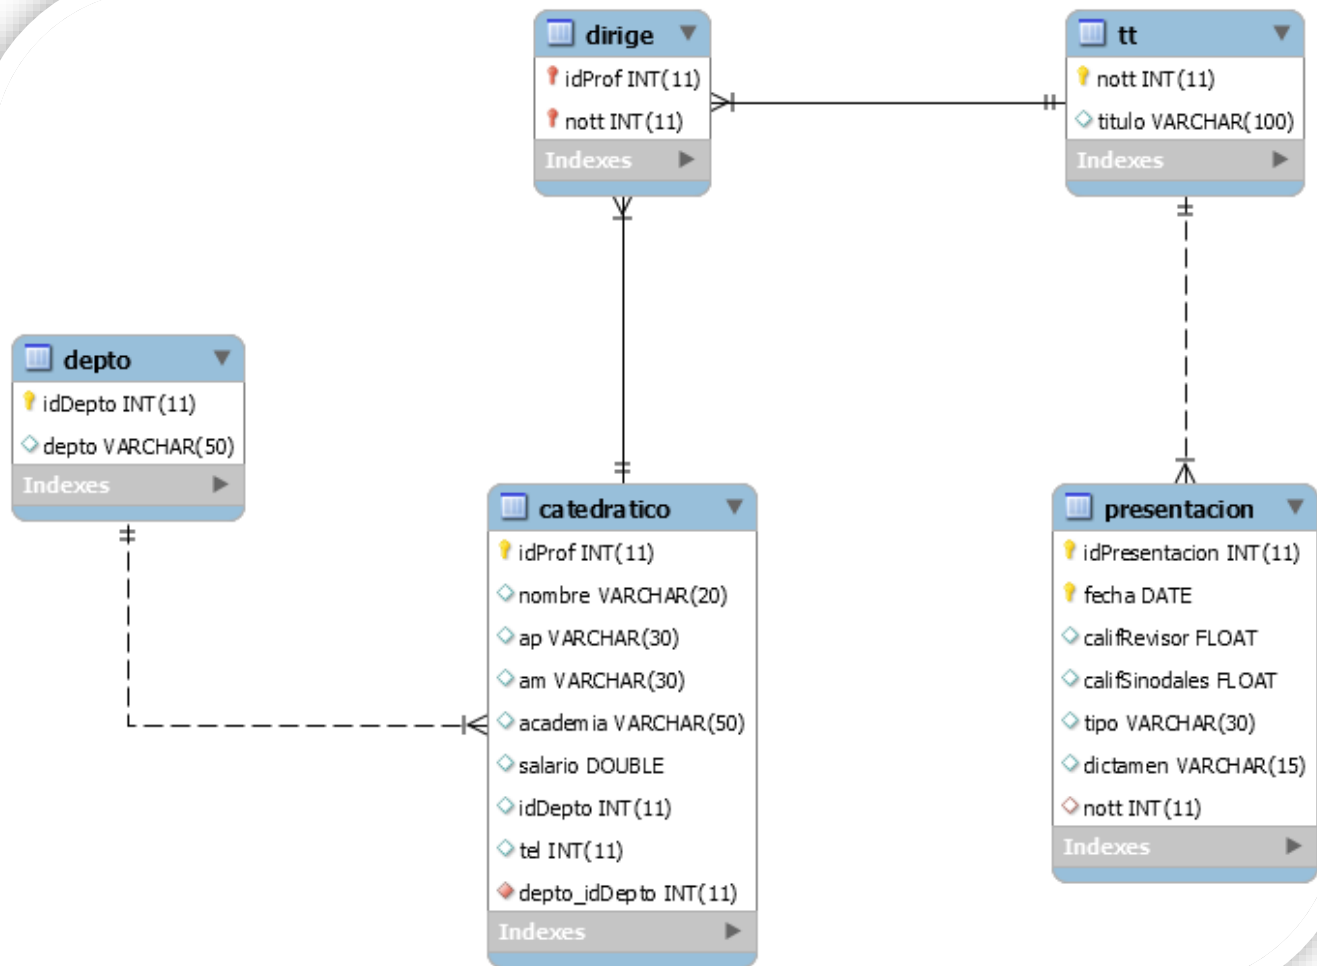 dirige
idProf INT(11)
nott INT(11)
Indexes
tt
nott INT(11)
titulo VARCHAR(100)
Indexes
depto
idDepto INT(11)
depto VARCHAR(50)
Indexes
catedratico
idProf INT(11)
nombre VARCHAR(20)
ap VARCHAR(30)
am VARCHAR(30)
academia VARCHAR(50)
salario DOUBLE
idDepto INT(11)
tel INT(11)
depto_idDepto INT(11)
Indexes
presentacion
idPresentacion INT(11)
fecha DATE
califRevisor FLOAT
califSinodales FLOAT
tipo VARCHAR(30)
dictamen VARCHAR(15)
nott INT(11)
Indexes